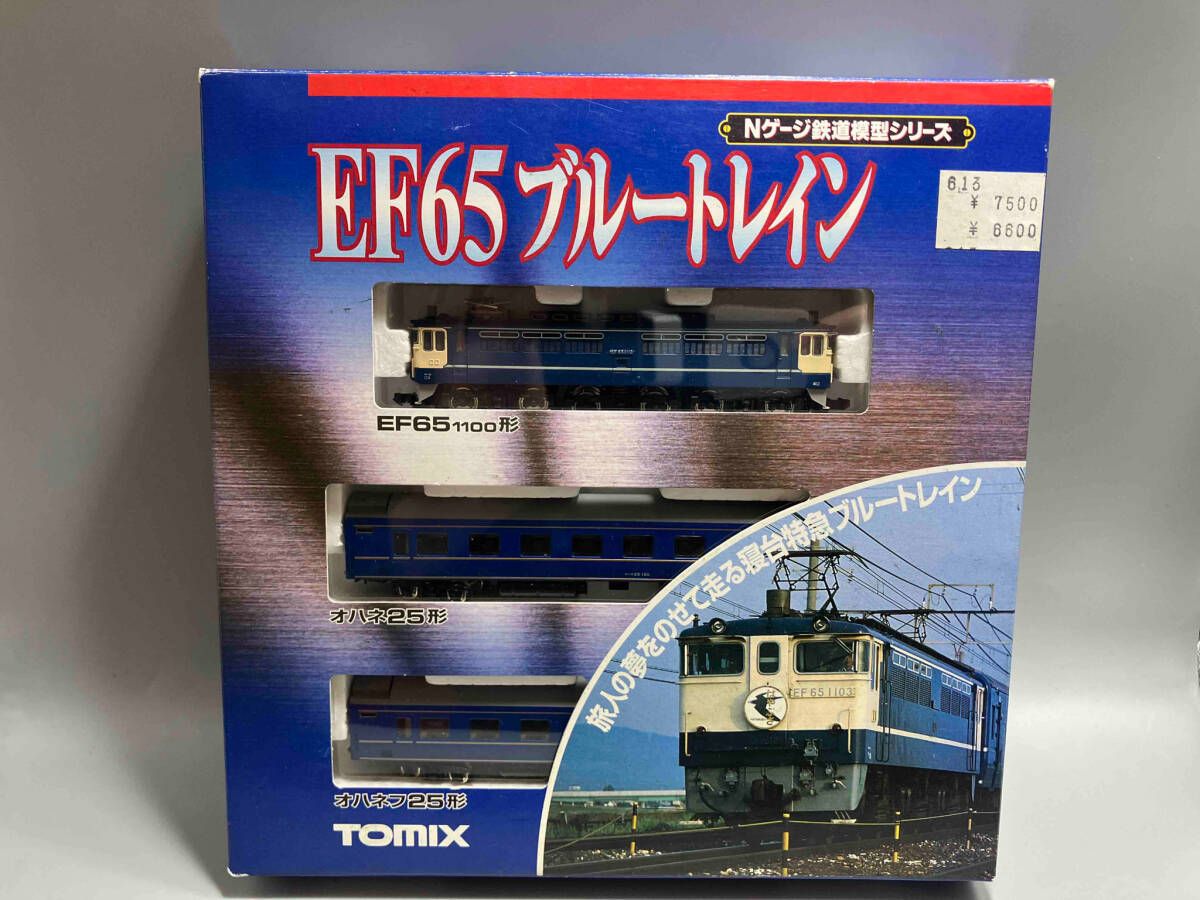 Nゲージ鉄道模型シリーズ
EF65 ブルートレイン
613
¥ 7500
¥ 6600
EF65 1100形
旅人の夢をのせて走る寝台特急ブルートレイン
オハネ25形
EF 65 1103
オハネフ25形
TOMIX